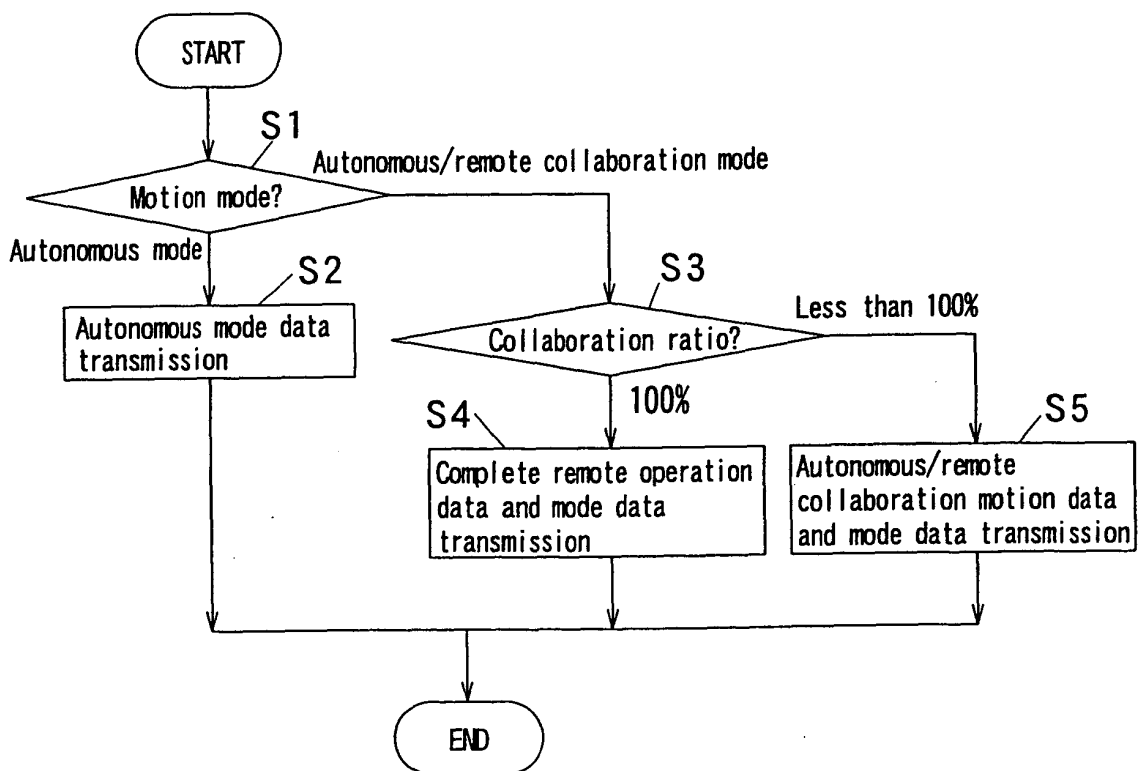 START
S1
Autonomous/remote collaboration mode
Motion mode?
Autonomous mode
S2
Autonomous mode data
transmission
S3
Less than 100%
Collaboration ratio?
100%
S4
Complete remote operation
data and mode data
transmission
S5
Autonomous/remote
collaboration motion data
and mode data transmission
END